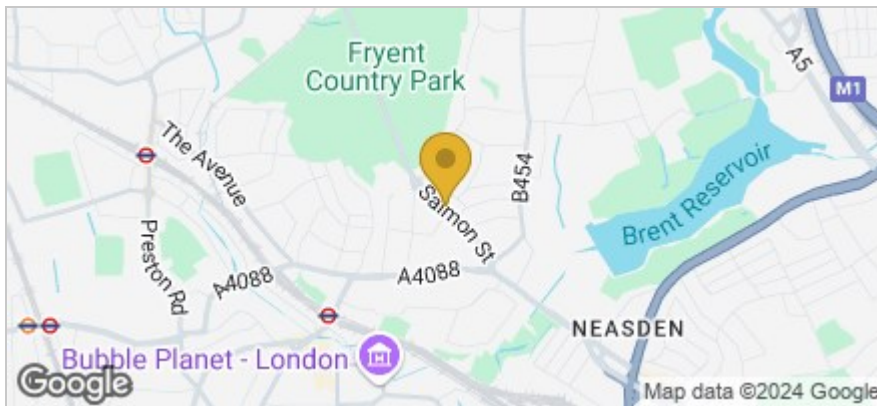 Fryent
Country Park
A5
M1
The Avenue
B454
Brent Reservoir
Salmon St
Preston Rd
A4088
A4088
NEASDEN
Bubble Planet - London
Google
Map data ©2024 Google